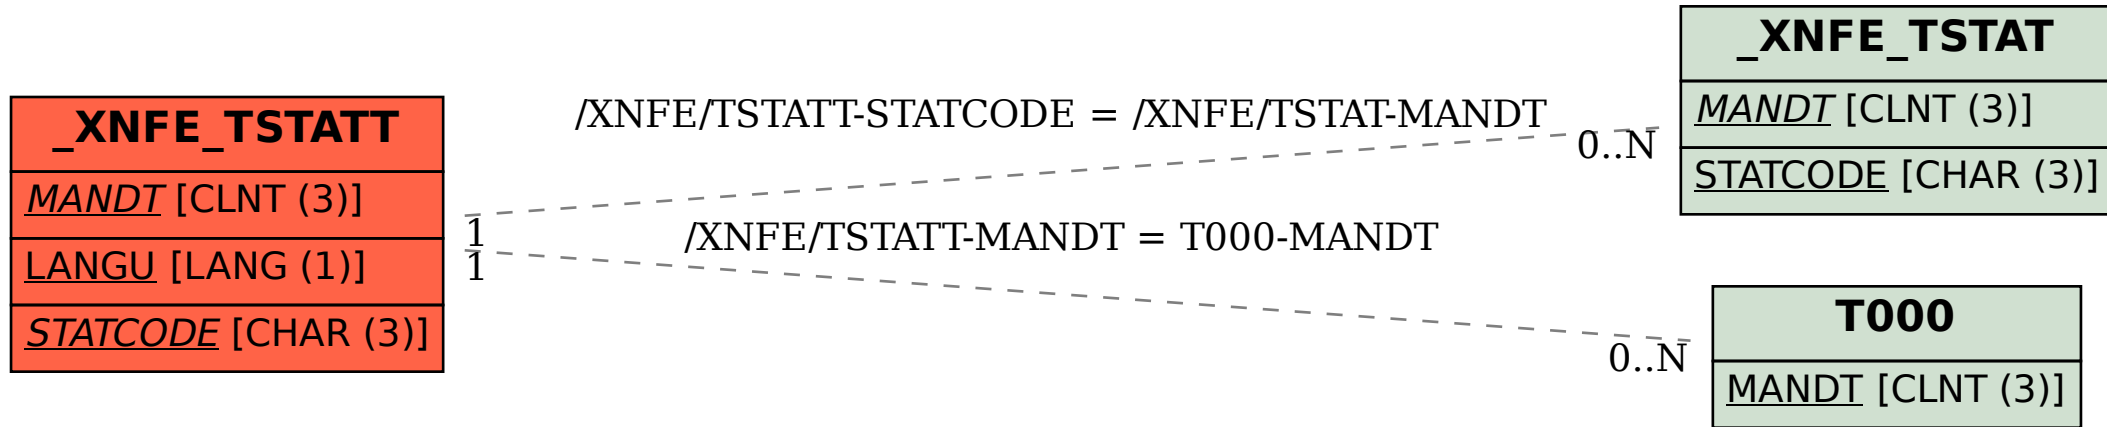 _XNFE_TSTATT
MANDT [CLNT (3)]
LANGU [LANG (1)]
STATCODE [CHAR (3)]
/XNFE/TSTATT-STATCODE = /XNFE/TSTAT-MANDT
0..N
1
/XNFE/TSTATT-MANDT = T000-MANDT
1
0..N
_XNFE_TSTAT
MANDT [CLNT (3)]
STATCODE [CHAR (3)]
T000
MANDT [CLNT (3)]